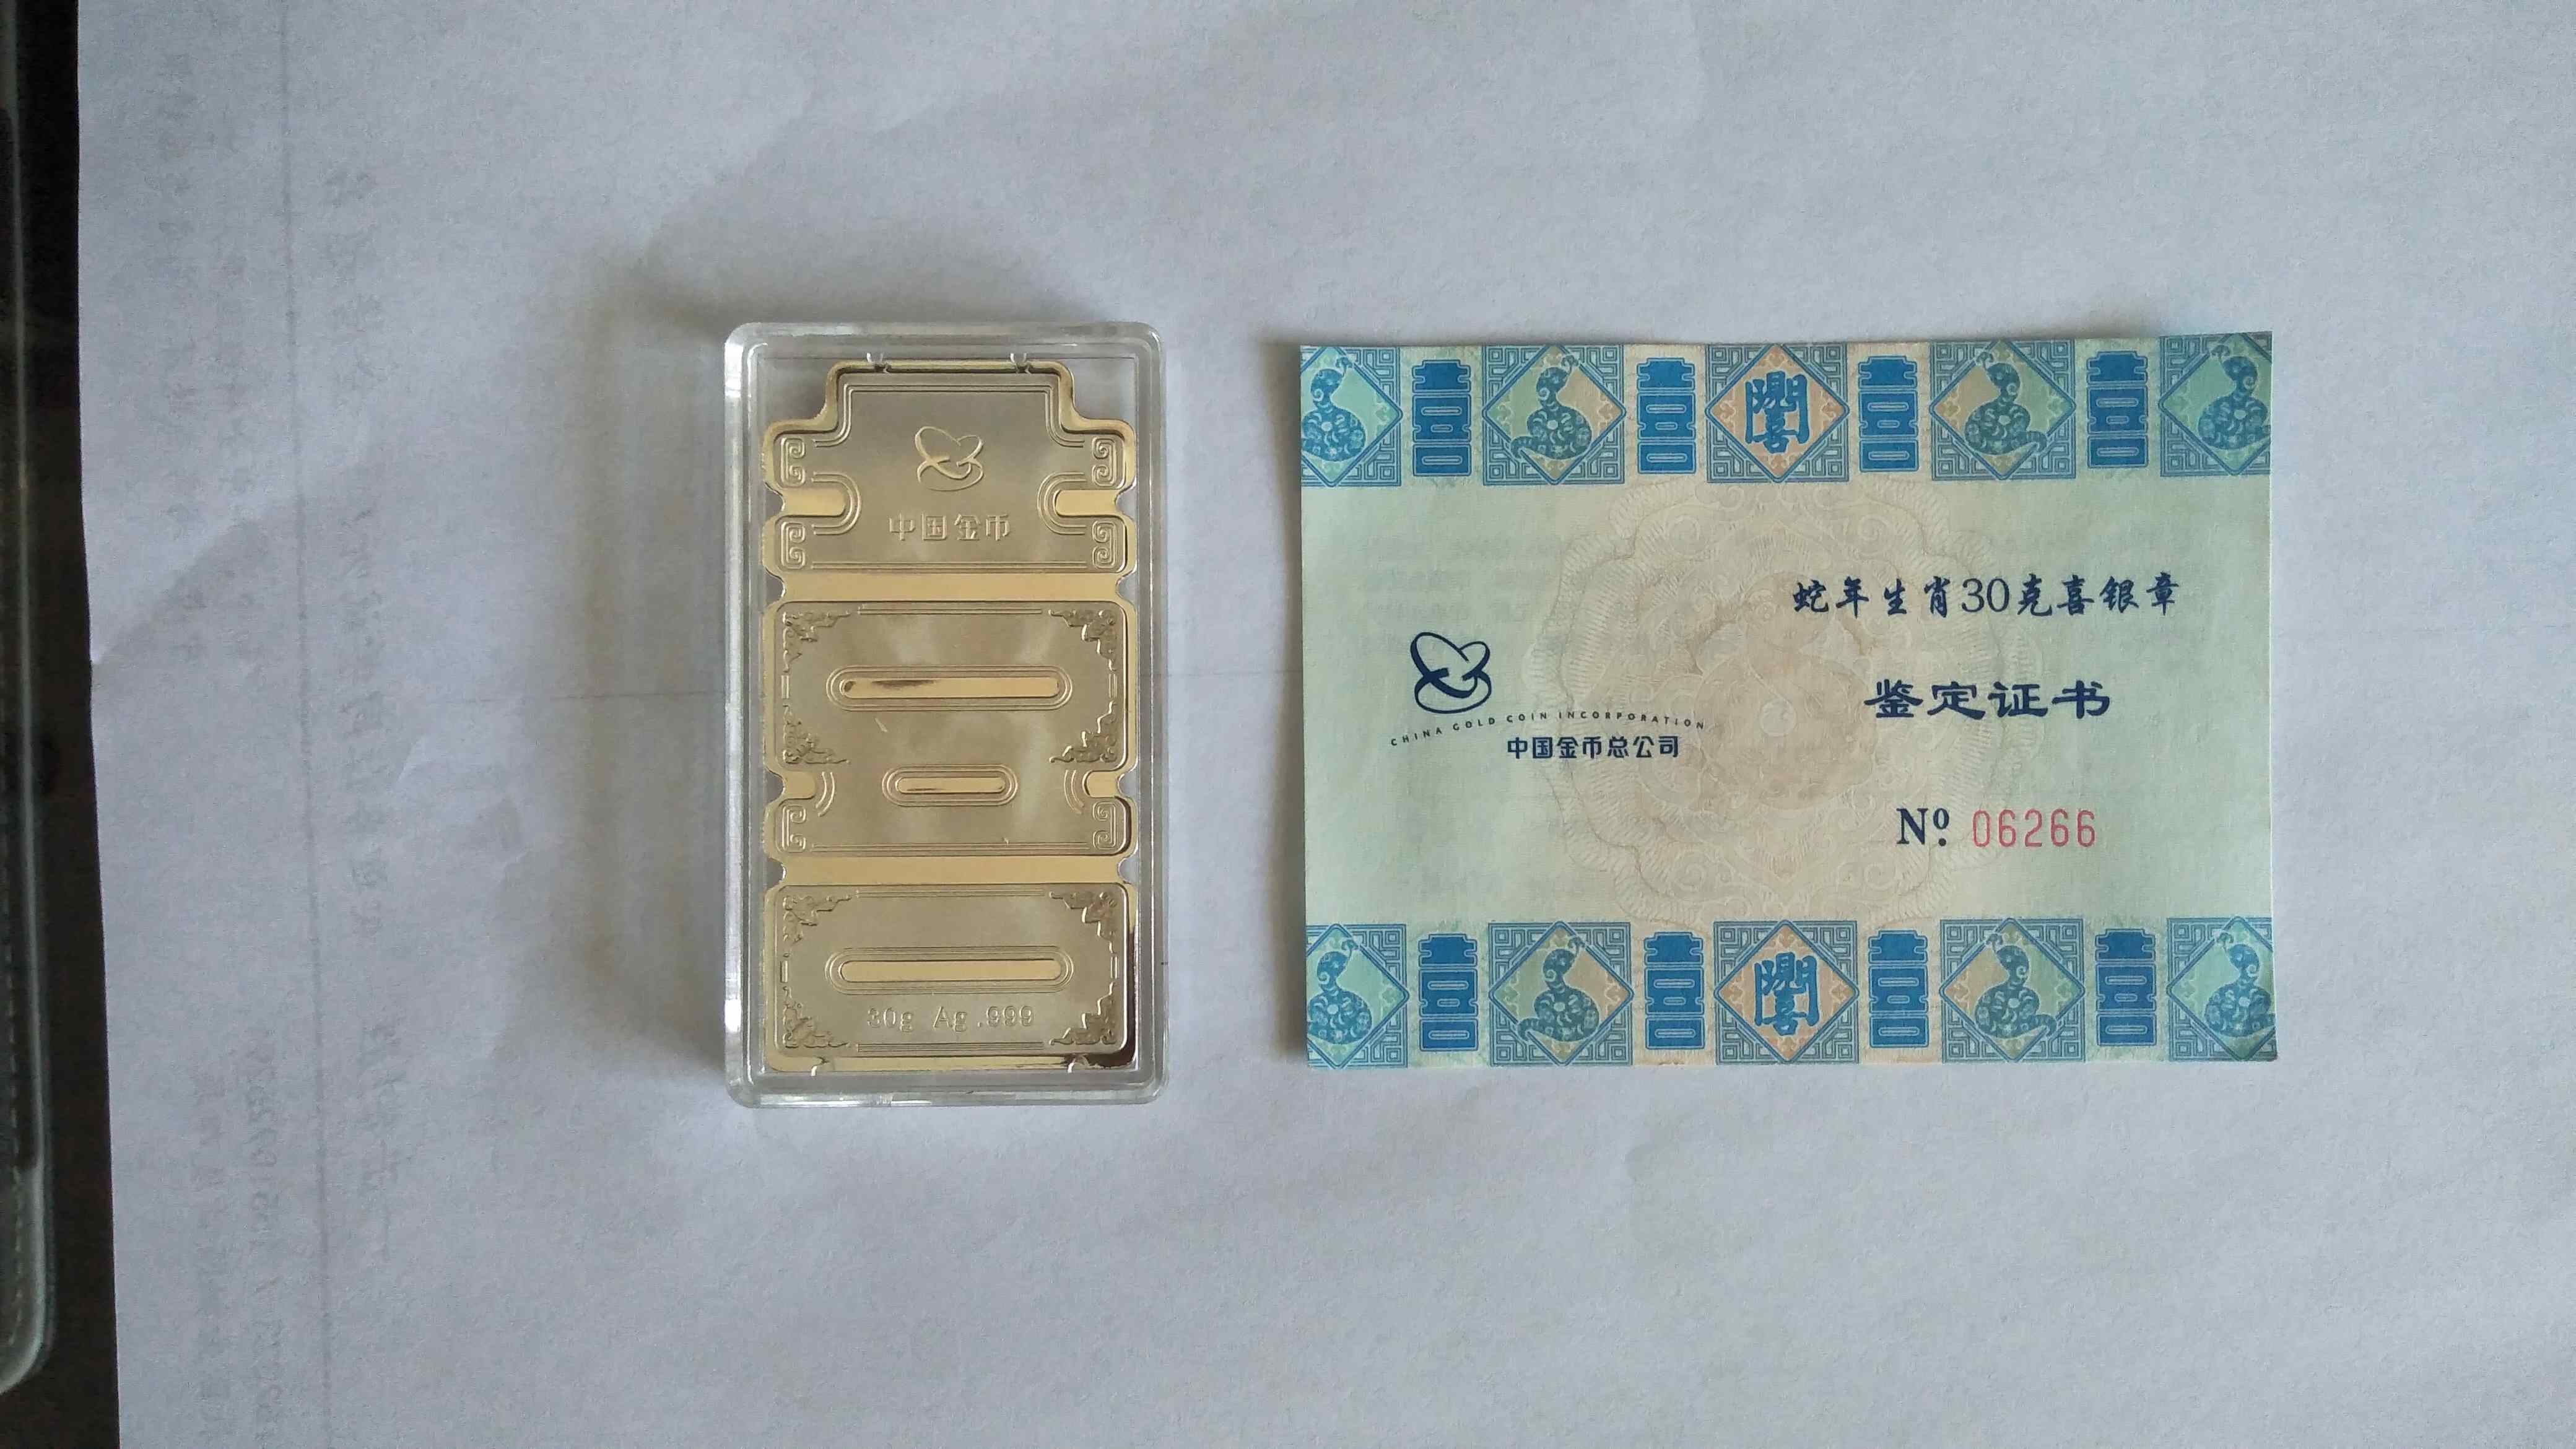 中国金币
30g Ag .999
蛇年生肖30克喜银章
鉴定证书
CHINA GOLD COIN INCORPORATION
中国金币总公司
Nº 06266